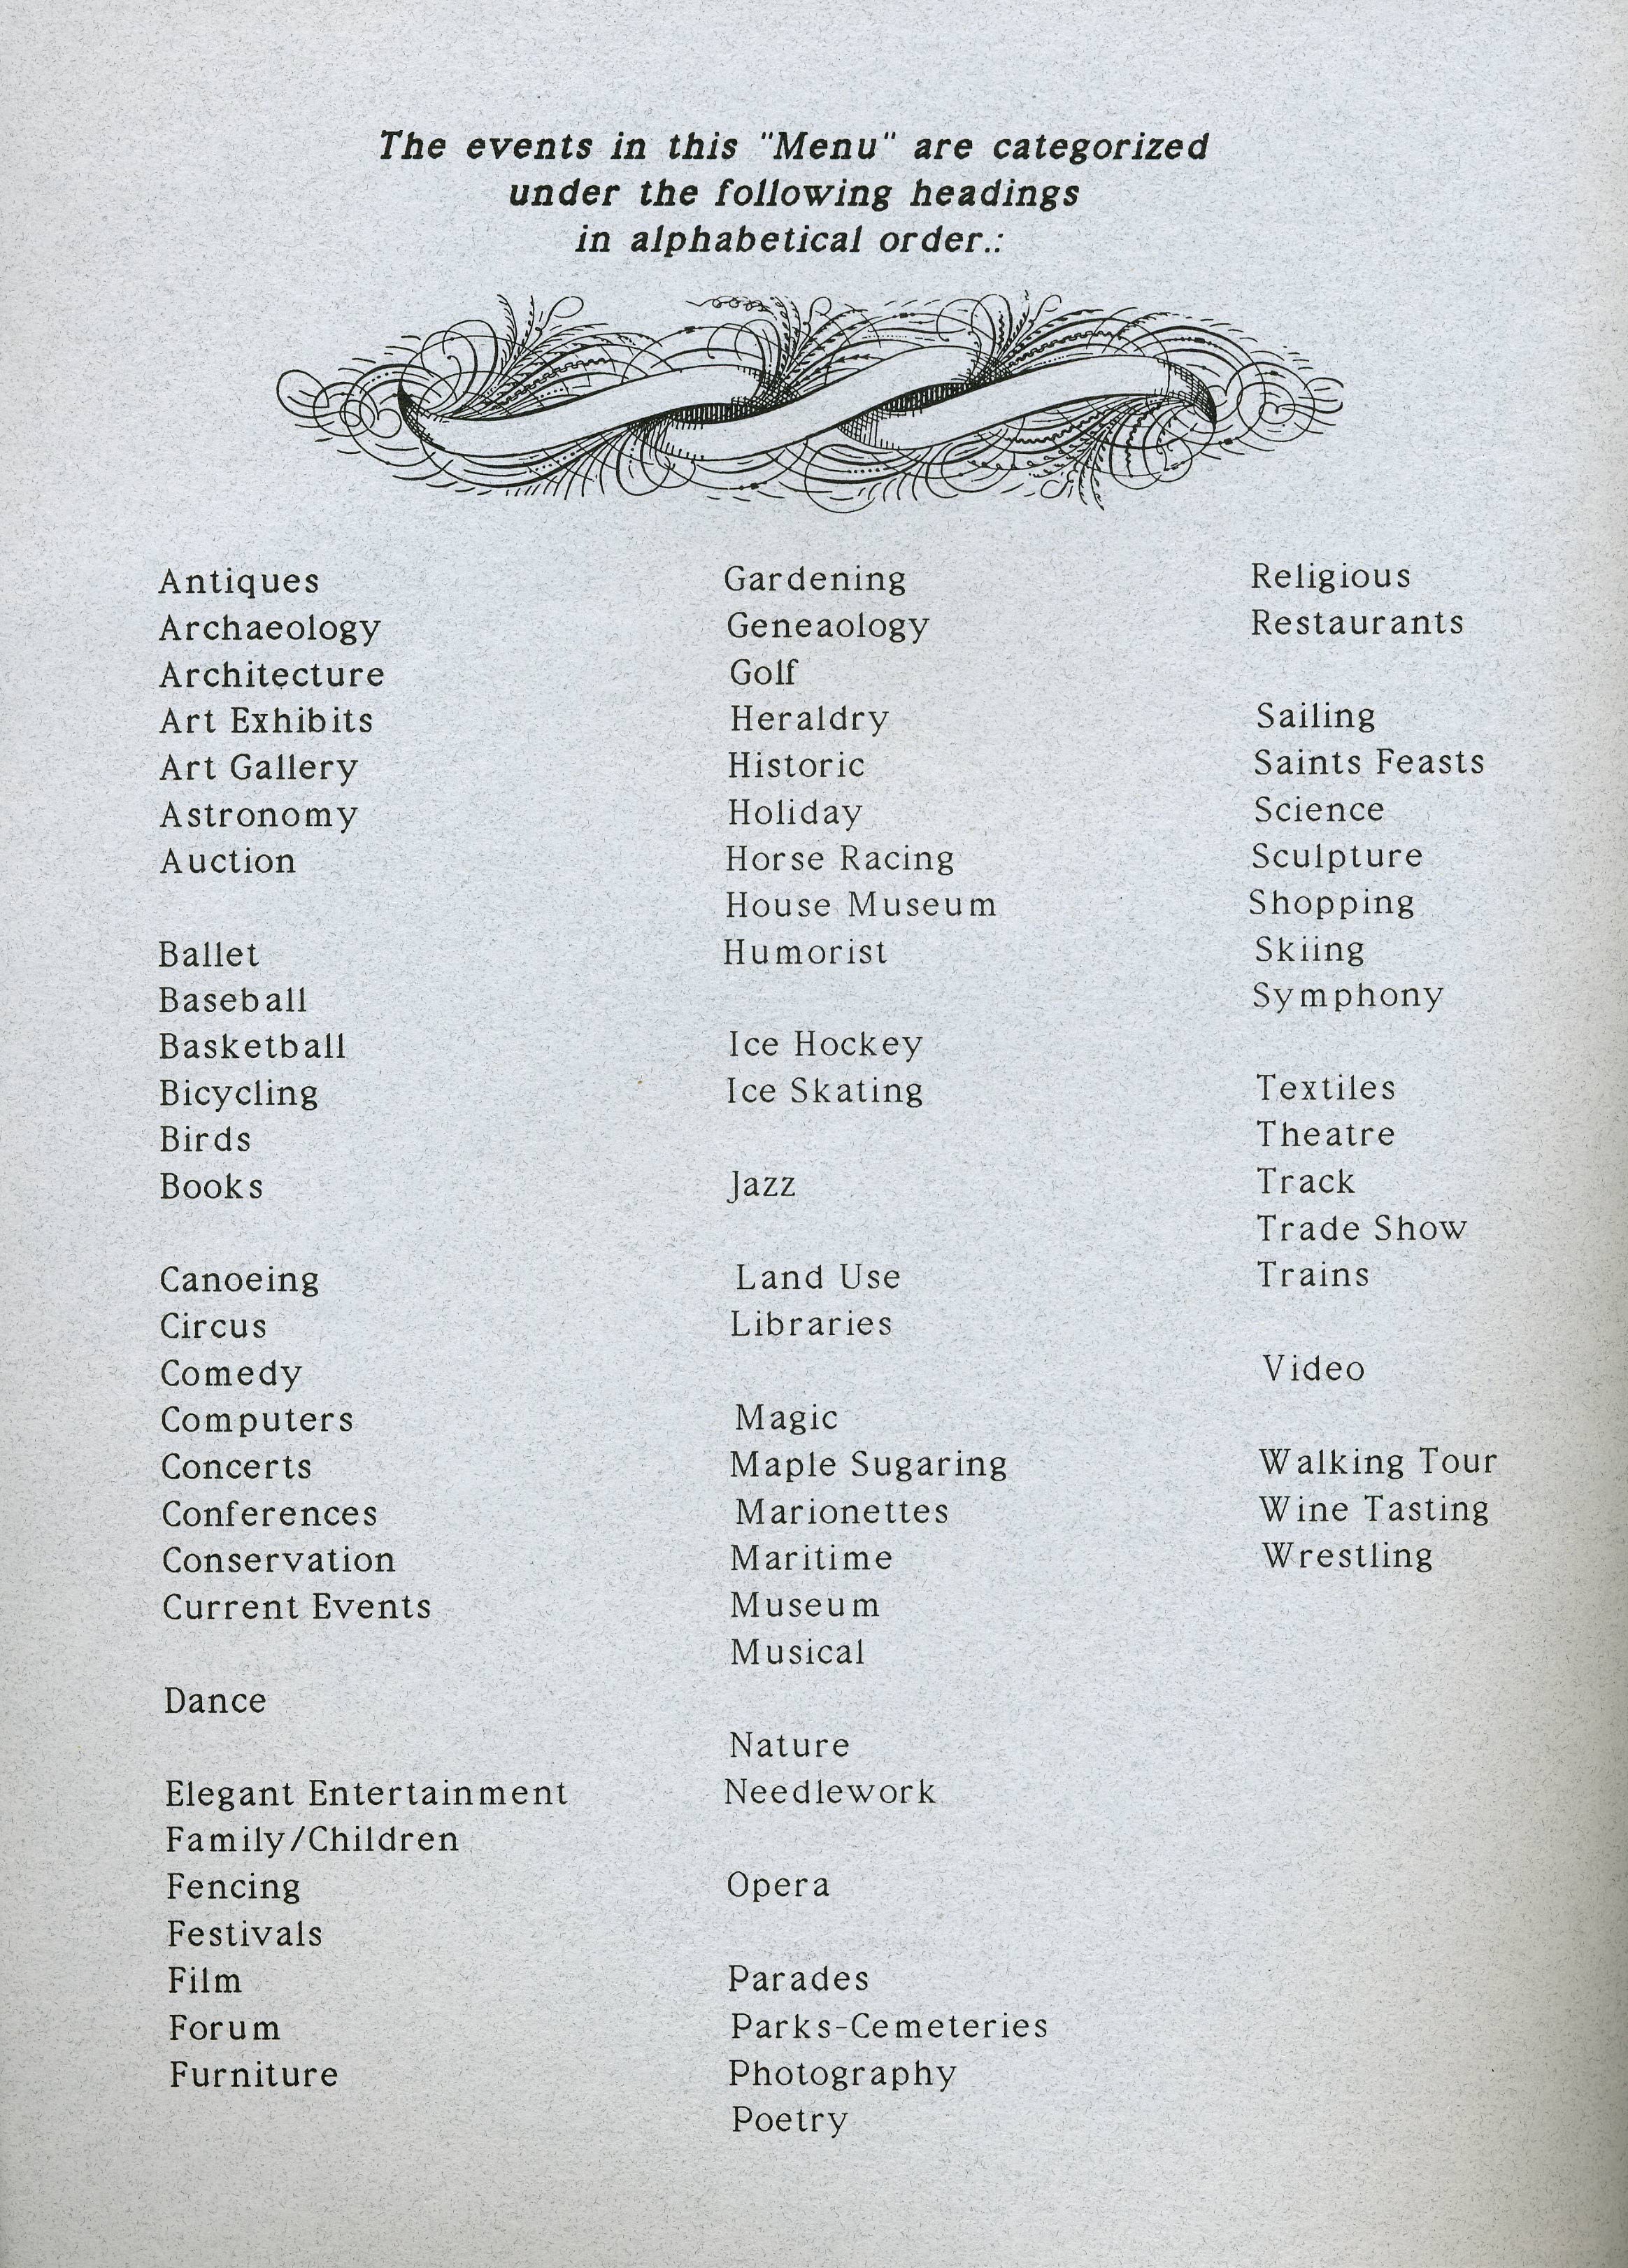 The events in this "Menu" are categorized
under the following headings
in alphabetical order.:
Antiques
Archaeology
Architecture
Art Exhibits
Art Gallery
Astronomy
Auction
Ballet
Baseball
Basketball
Bicycling
Birds
Books
Canoeing
Circus
Comedy
Computers
Concerts
Conferences
Conservation
Current Events
Dance
Elegant Entertainment
Family/Children
Fencing
Festivals
Film
Forum
Furniture
Gardening
Geneaology
Golf
Heraldry
Historic
Holiday
Horse Racing
House Museum
Humorist
Ice Hockey
Ice Skating
Jazz
Land Use
Libraries
Magic
Maple Sugaring
Marionettes
Maritime
Museum
Musical
Nature
Needlework
Opera
Parades
Parks-Cemeteries
Photography
Poetry
Religious
Restaurants
Sailing
Saints Feasts
Science
Sculpture
Shopping
Skiing
Symphony
Textiles
Theatre
Track
Trade Show
Trains
Video
Walking Tour
Wine Tasting
Wrestling